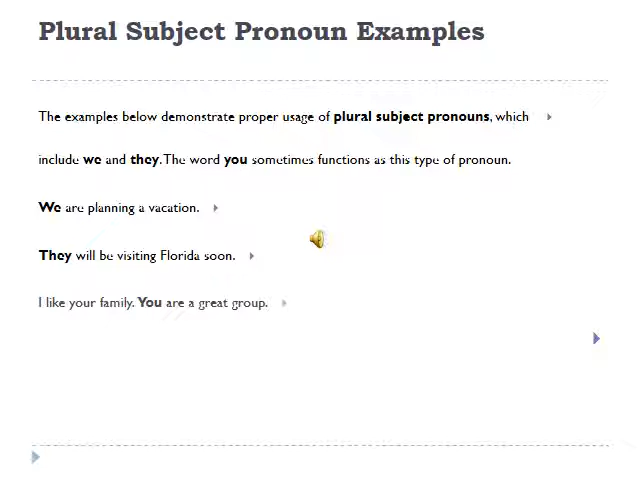 Plural Subject Pronoun Examples
The examples below demonstrate proper usage of plural subject pronouns, which
include we and they. The word you sometimes functions as this type of pronoun.
We are planning a vacation.
They will be visiting Florida soon.
I like your family. You are a great group.